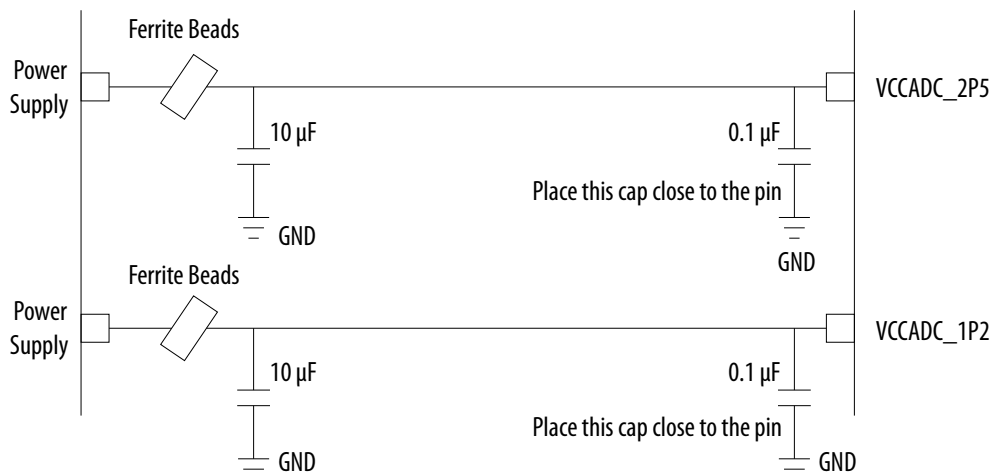 Ferrite Beads
Power
Supply
VCCADC_2P5
10 µF
0.1 µF
Place this cap close to the pin
GND
GND
Ferrite Beads
Power
Supply
VCCADC_1P2
10 µF
0.1 µF
Place this cap close to the pin
GND
GND